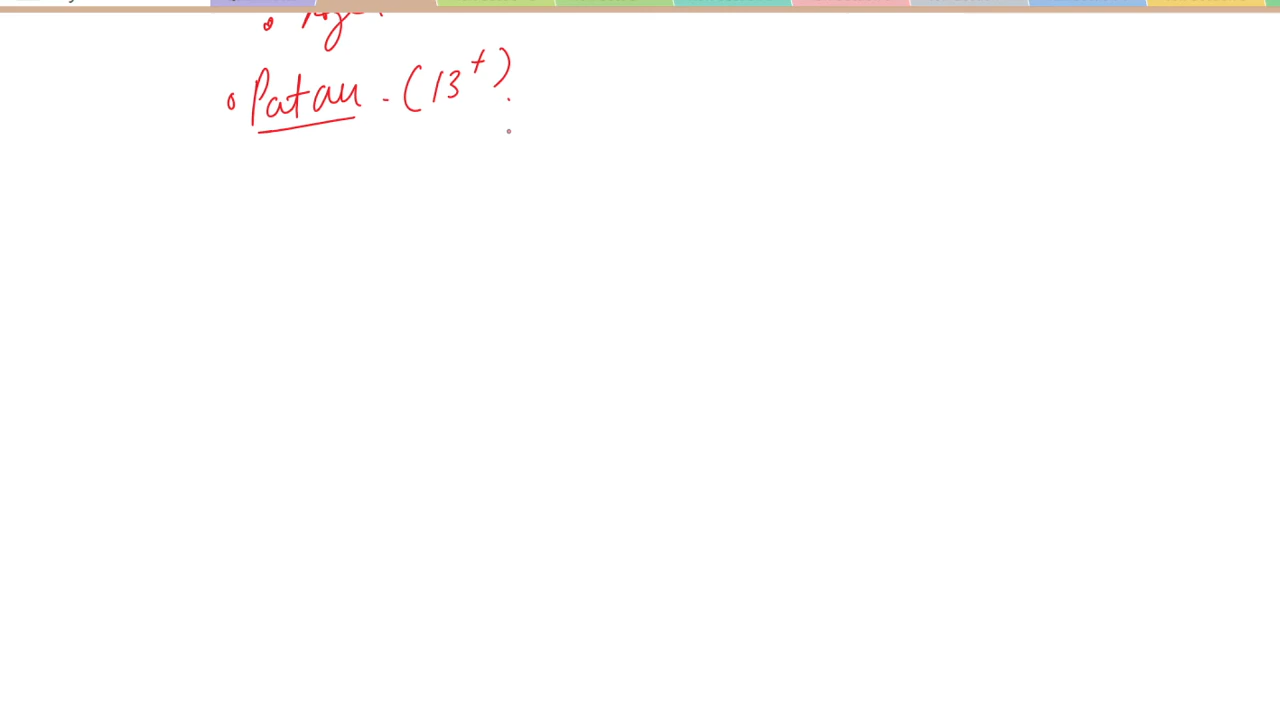 • Patau - (13⁺)